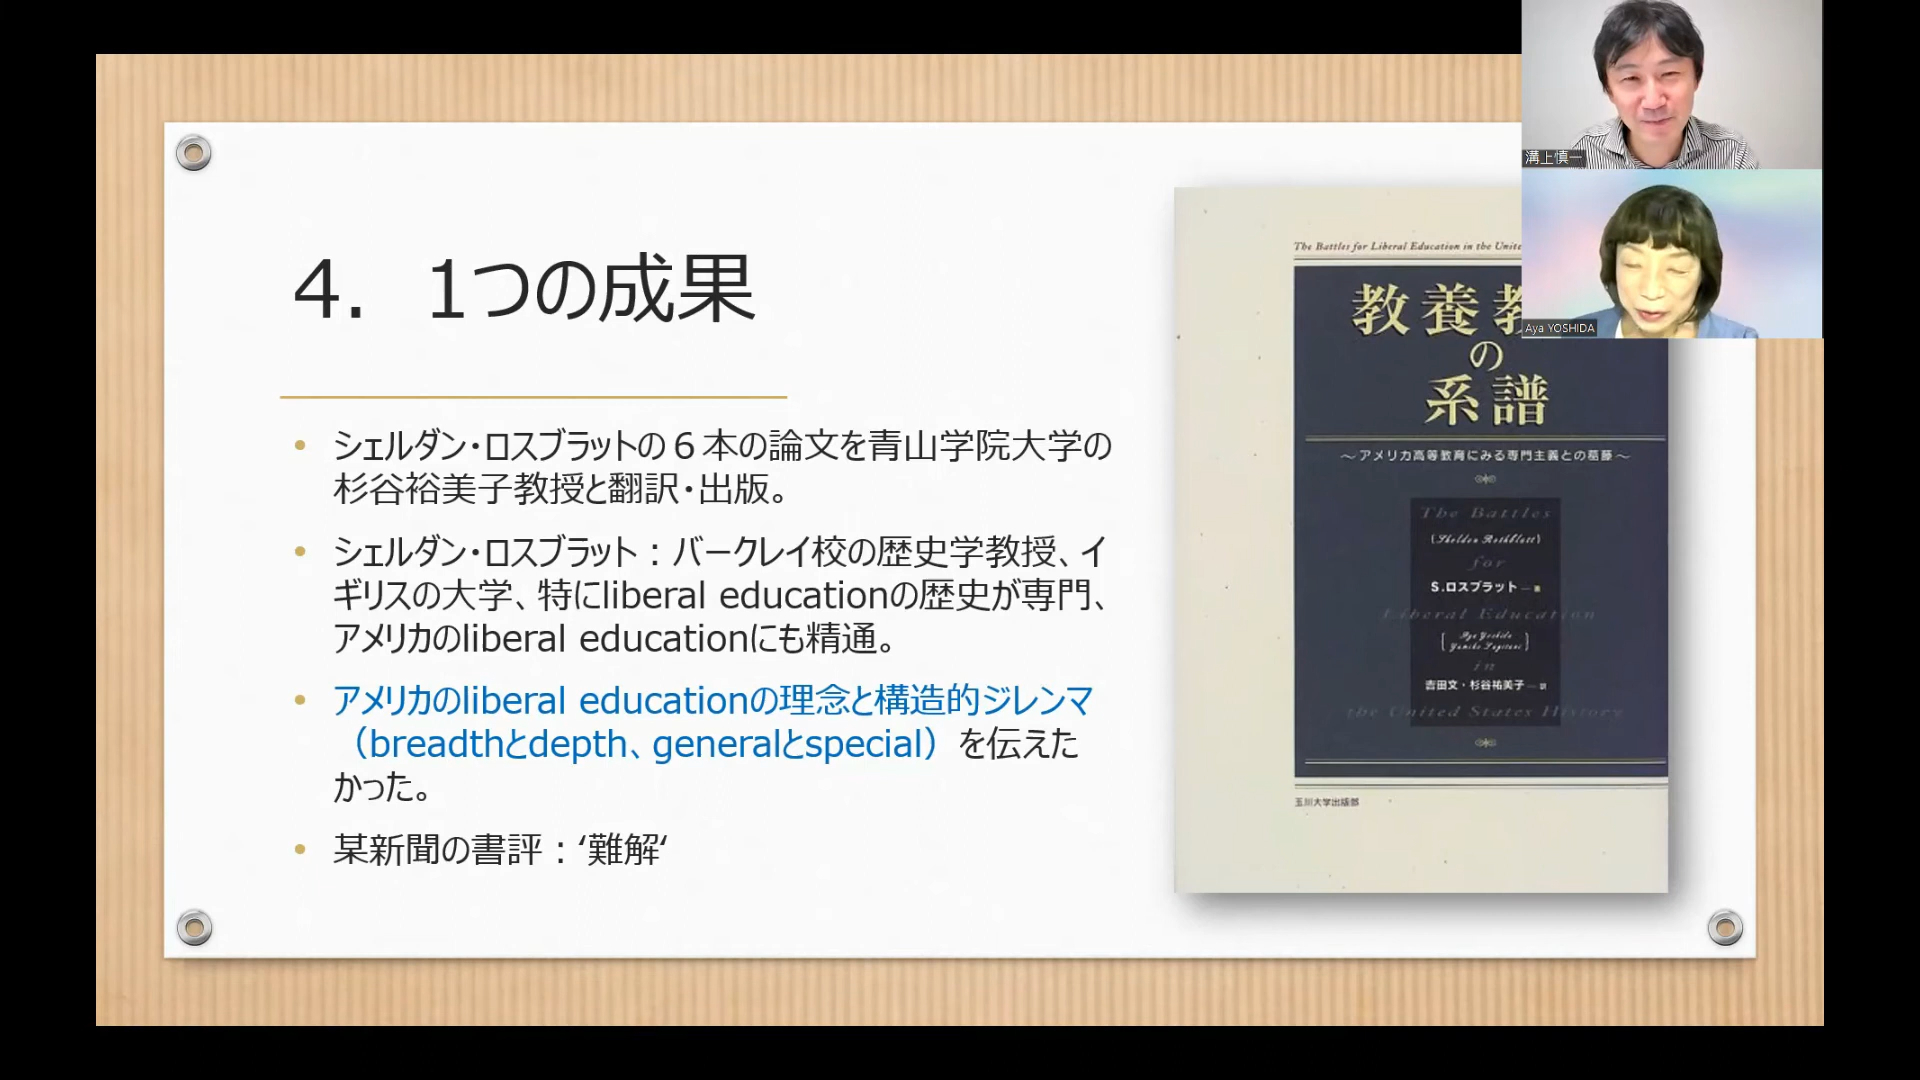 4. 1つの成果
• シェルダン・ロスブラットの６本の論文を青山学院大学の
杉谷裕美子教授と翻訳・出版。
• シェルダン・ロスブラット：バークレイ校の歴史学教授、イ
ギリスの大学、特にliberal educationの歴史が専門、
アメリカのliberal educationにも精通。
• アメリカのliberal educationの理念と構造的ジレンマ
（breadthとdepth、generalとspecial）を伝えた
かった。
• 某新聞の書評：‘難解‘
The Battles for Liberal Education in the Unite
教養教
の
系譜
～アメリカ高等教育にみる専門主義との葛藤～
The Battles
(Sheldon Rothblatt)
for
S.ロスブラット―著
Liberal Education
[Aya Yoshida
Yumiko Sugitani]
in
吉田文・杉谷祐美子―訳
the United States History
玉川大学出版部
溝上慎一
Aya YOSHIDA